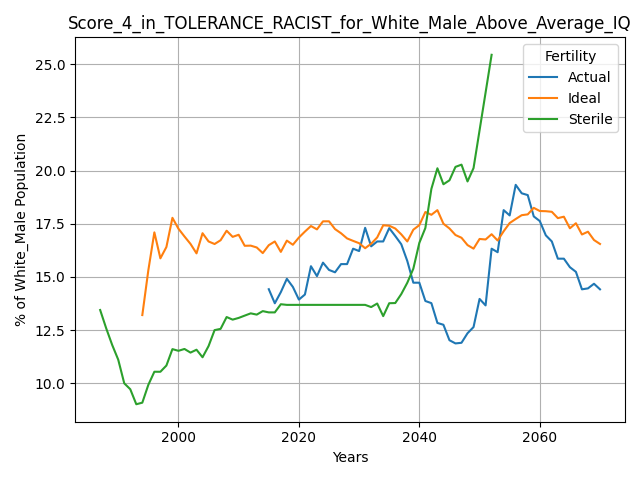 Score_4_in_TOLERANCE_RACIST_for_White_Male_Above_Average_IQ
Fertility
Actual
Ideal
Sterile
25.0
22.5
20.0
17.5
15.0
12.5
10.0
% of White_Male Population
2000
2020
2040
2060
Years